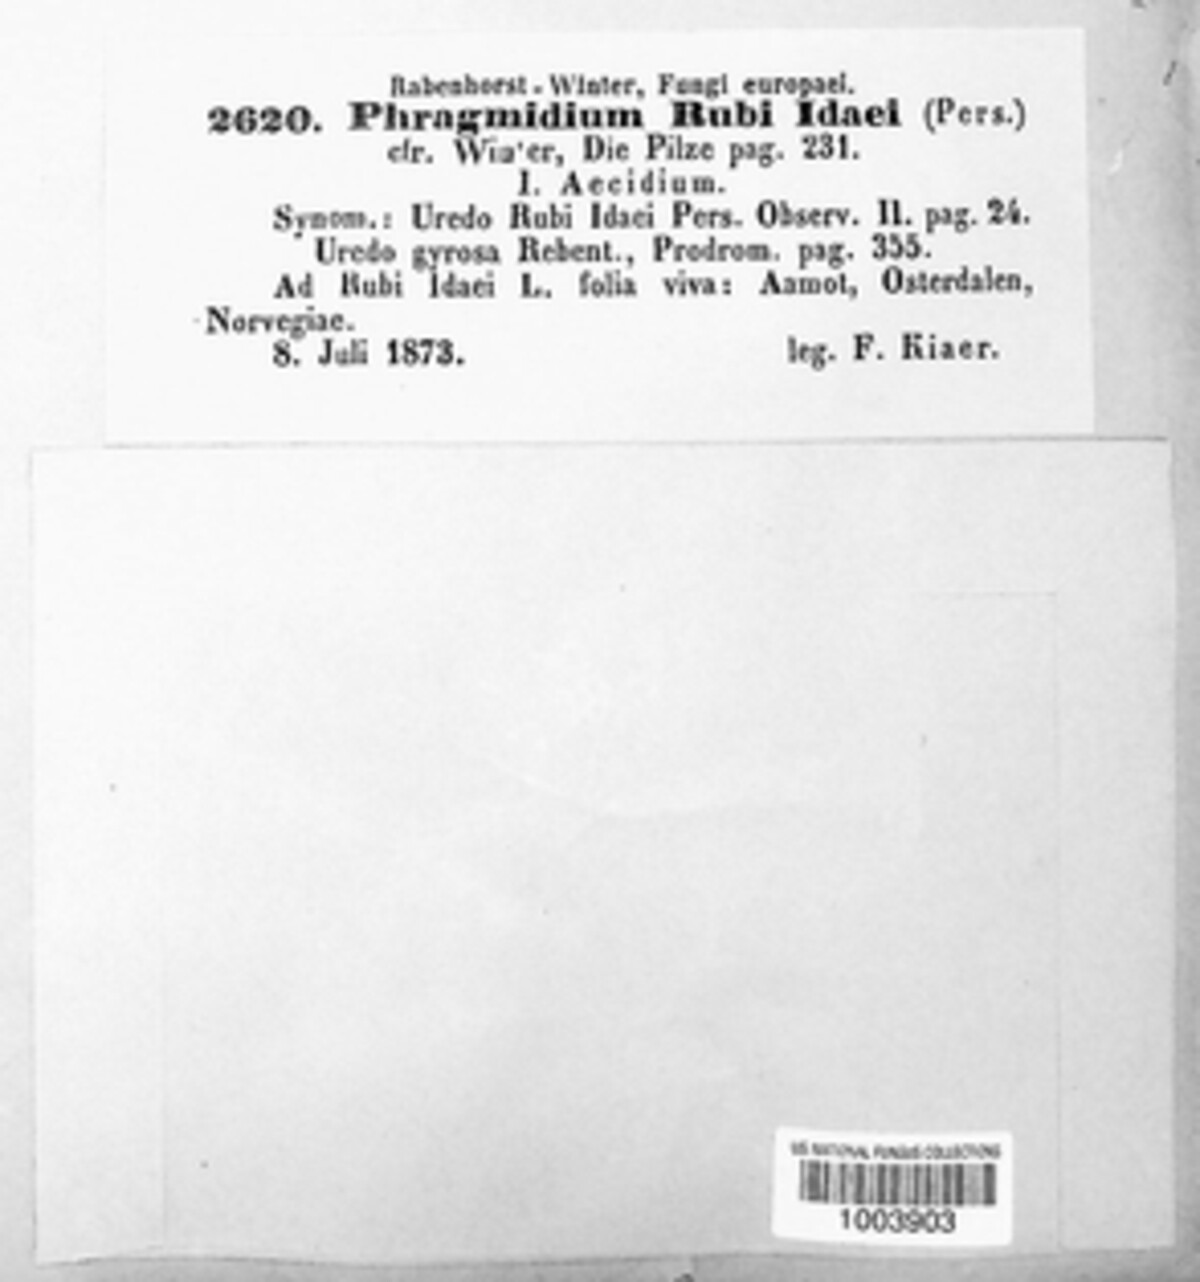 Rabenhorst - Winter, Fungi europaei.
2620. Phragmidium Rubi Idaei (Pers.)
cfr. Winter, Die Pilze pag. 231.
I. Aecidium.
Synom.: Uredo Rubi Idaei Pers. Observ. II. pag. 24.
Uredo gyrosa Rebent., Prodrom. pag. 355.
Ad Rubi Idaei L. folia viva: Aamot, Osterdalen,
Norvegiae.
8. Juli 1873. leg. F. Kiaer.
US NATIONAL FUNGUS COLLECTIONS
1003903